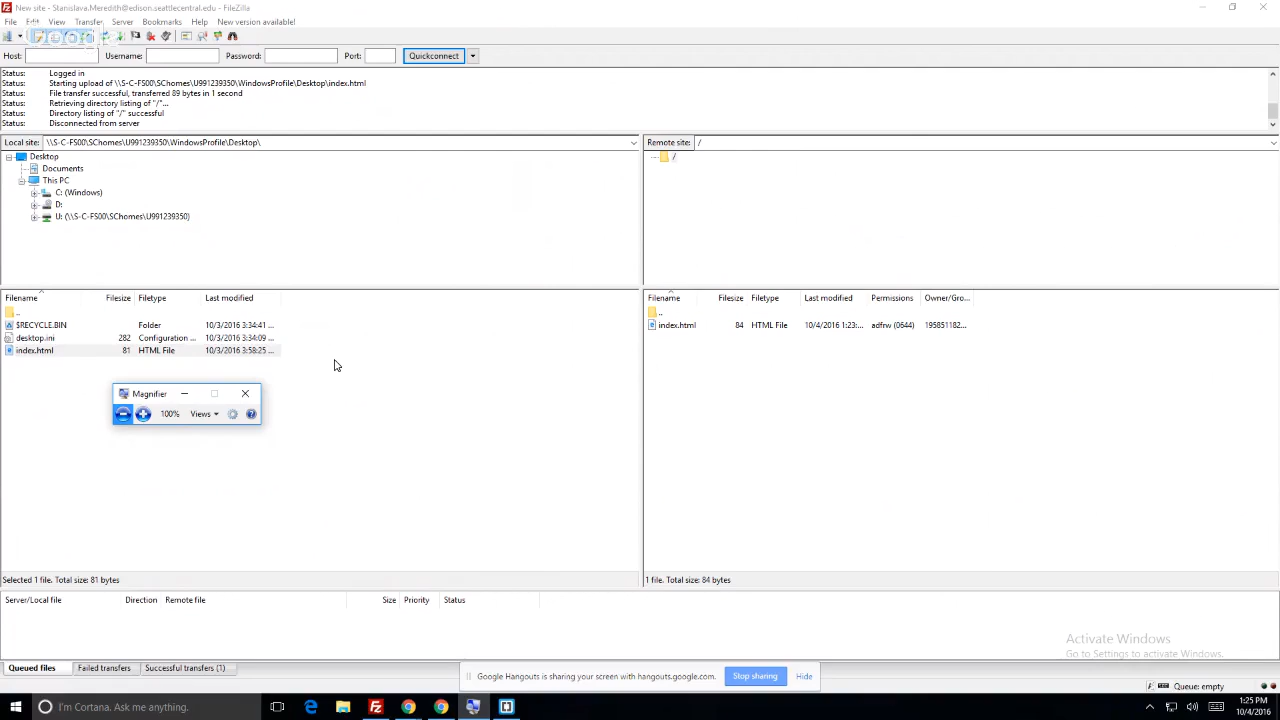 New site - Stanislava.Meredith@edison.seattlecentral.edu - FileZilla
File Edit View Transfer Server Bookmarks Help New version available!
Host: Username: Password: Port: Quickconnect
Status: Logged in
Status: Starting upload of \\S-C-FS00\SChomes\U991239350\WindowsProfile\Desktop\index.html
Status: File transfer successful, transferred 89 bytes in 1 second
Status: Retrieving directory listing of "/"...
Status: Directory listing of "/" successful
Status: Disconnected from server
Local site: \\S-C-FS00\SChomes\U991239350\WindowsProfile\Desktop\
Desktop
Documents
This PC
C: (Windows)
D:
U: (\\S-C-FS00\SChomes\U991239350)
Remote site: /
/
Filename Filesize Filetype Last modified
..
$RECYCLE.BIN Folder 10/3/2016 3:34:41 ...
desktop.ini 282 Configuration ... 10/3/2016 3:34:09 ...
index.html 81 HTML File 10/3/2016 3:58:25 ...
Selected 1 file. Total size: 81 bytes
Filename Filesize Filetype Last modified Permissions Owner/Gro...
..
index.html 84 HTML File 10/4/2016 1:23:... adfrw (0644) 195851182...
1 file. Total size: 84 bytes
Magnifier
100% Views
Server/Local file Direction Remote file Size Priority Status
Activate Windows
Go to Settings to activate Windows.
Queued files Failed transfers Successful transfers (1)
Google Hangouts is sharing your screen with hangouts.google.com. Stop sharing Hide
Queue: empty
I'm Cortana. Ask me anything.
1:25 PM
10/4/2016